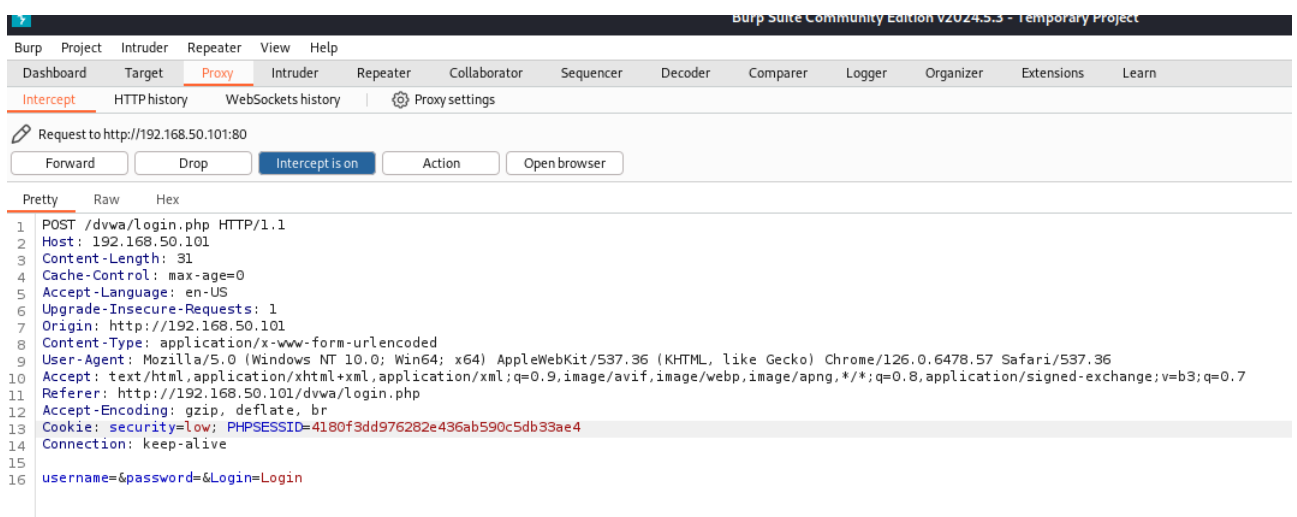 Burp Suite Community Edition v2024.5.3 - Temporary Project
Burp Project Intruder Repeater View Help
Dashboard Target Proxy Intruder Repeater Collaborator Sequencer Decoder Comparer Logger Organizer Extensions Learn
Intercept HTTP history WebSockets history Proxy settings
Request to http://192.168.50.101:80
Forward Drop Intercept is on Action Open browser
Pretty Raw Hex
1 POST /dvwa/login.php HTTP/1.1
2 Host: 192.168.50.101
3 Content-Length: 31
4 Cache-Control: max-age=0
5 Accept-Language: en-US
6 Upgrade-Insecure-Requests: 1
7 Origin: http://192.168.50.101
8 Content-Type: application/x-www-form-urlencoded
9 User-Agent: Mozilla/5.0 (Windows NT 10.0; Win64; x64) AppleWebKit/537.36 (KHTML, like Gecko) Chrome/126.0.6478.57 Safari/537.36
10 Accept: text/html,application/xhtml+xml,application/xml;q=0.9,image/avif,image/webp,image/apng,*/*;q=0.8,application/signed-exchange;v=b3;q=0.7
11 Referer: http://192.168.50.101/dvwa/login.php
12 Accept-Encoding: gzip, deflate, br
13 Cookie: security=low; PHPSESSID=4180f3dd976282e436ab590c5db33ae4
14 Connection: keep-alive
15
16 username=&password=&Login=Login